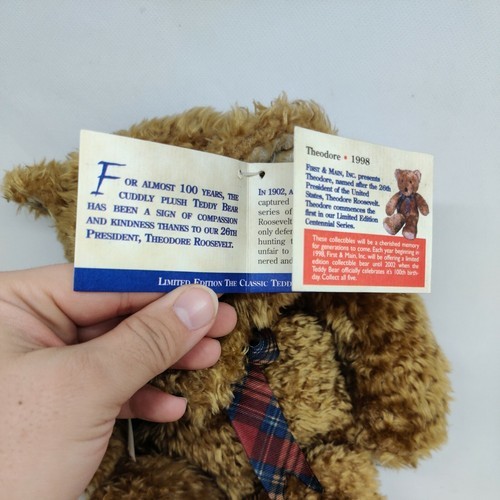 FOR ALMOST 100 YEARS, THE
CUDDLY PLUSH TEDDY BEAR
HAS BEEN A SIGN OF COMPASSION
AND KINDNESS THANKS TO OUR 26TH
PRESIDENT, THEODORE ROOSEVELT.
LIMITED EDITION THE CLASSIC TEDD
IN 1902, A
captured
series of
Roosevelt
only defen
hunting t
unfair to
nered and
Theodore • 1998
FIRST & MAIN, INC. presents
Theodore, named after the 26th
President of the United
States, Theodore Roosevelt.
Theodore commences the
first in our Limited Edition
Centennial Series.
These collectibles will be a cherished memory
for generations to come. Each year beginning in
1998, First & Main, Inc. will be offering a limited
edition collectible bear until 2002 when the
Teddy Bear officially celebrates it's 100th birth-
day. Collect all five.